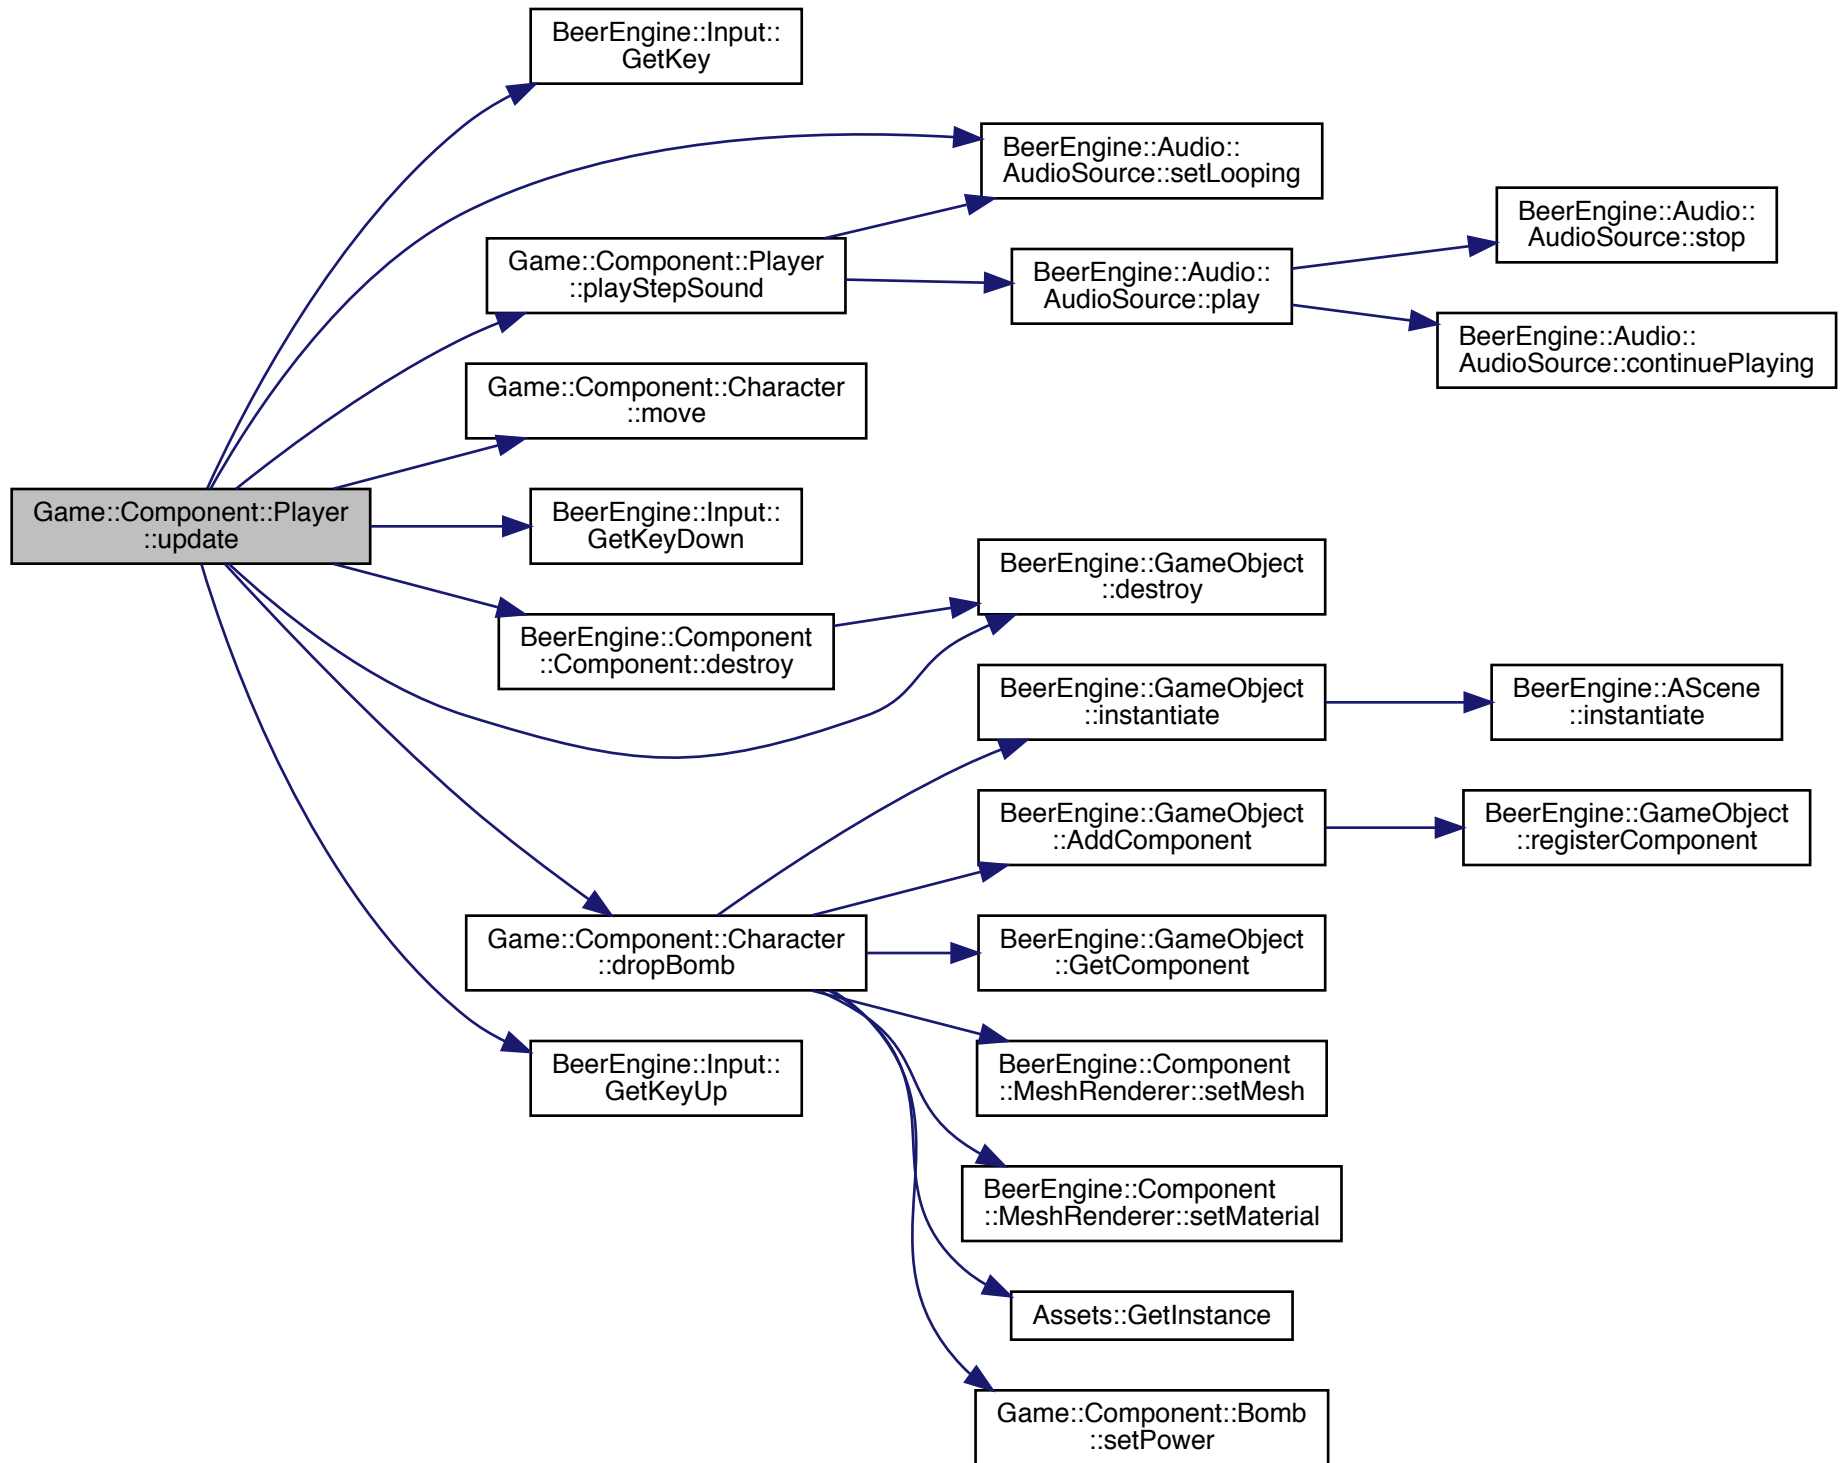 BeerEngine::Input::
GetKey
BeerEngine::Audio::
AudioSource::setLooping
BeerEngine::Audio::
AudioSource::stop
Game::Component::Player
::playStepSound
BeerEngine::Audio::
AudioSource::play
BeerEngine::Audio::
AudioSource::continuePlaying
Game::Component::Character
::move
Game::Component::Player
::update
BeerEngine::Input::
GetKeyDown
BeerEngine::GameObject
::destroy
BeerEngine::Component
::Component::destroy
BeerEngine::GameObject
::instantiate
BeerEngine::AScene
::instantiate
BeerEngine::GameObject
::AddComponent
BeerEngine::GameObject
::registerComponent
Game::Component::Character
::dropBomb
BeerEngine::GameObject
::GetComponent
BeerEngine::Input::
GetKeyUp
BeerEngine::Component
::MeshRenderer::setMesh
BeerEngine::Component
::MeshRenderer::setMaterial
Assets::GetInstance
Game::Component::Bomb
::setPower